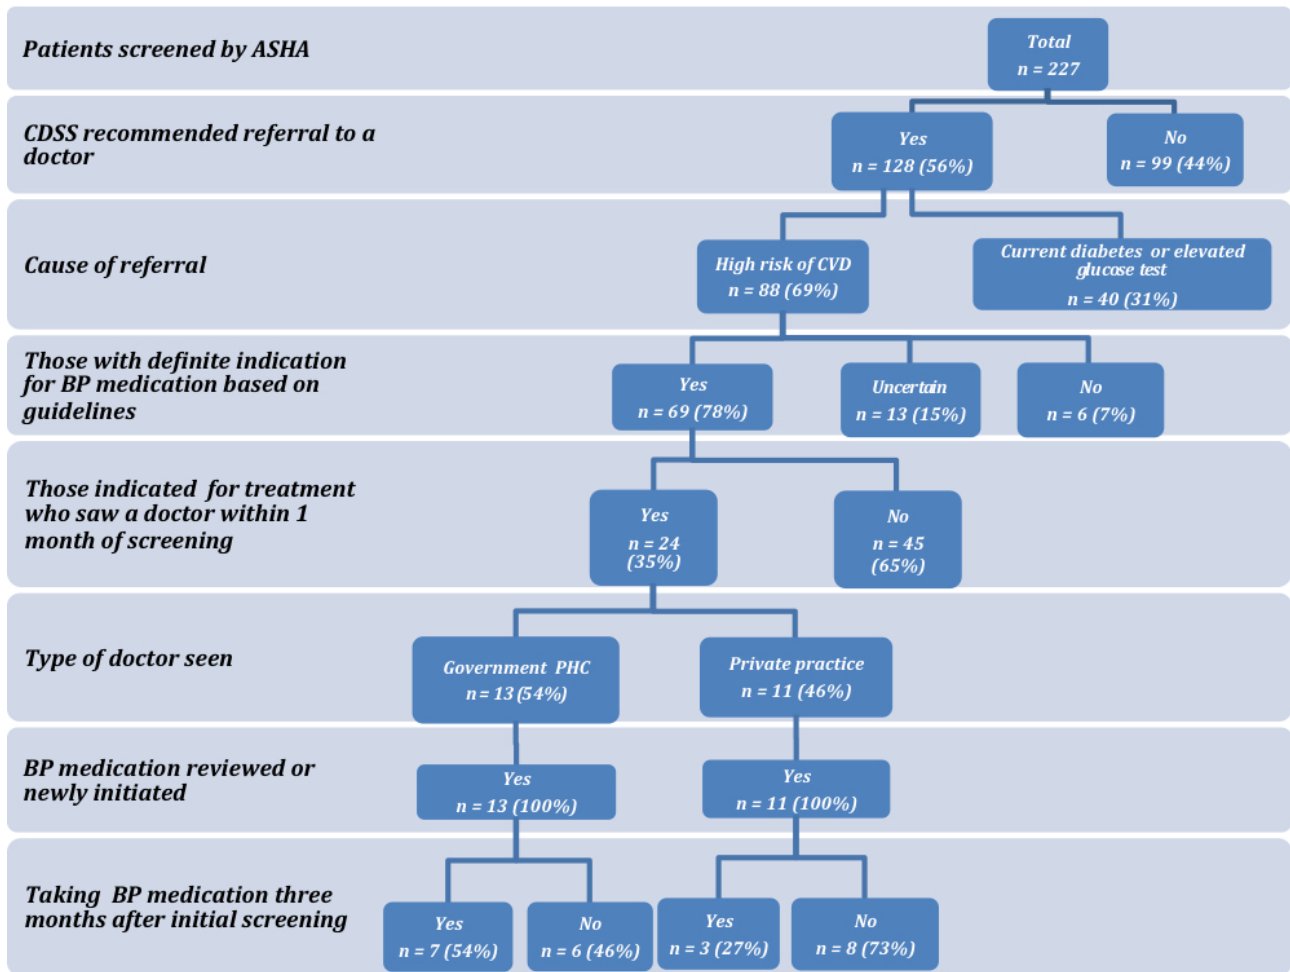 Patients screened by ASHA
Total
n = 227
CDSS recommended referral to a
doctor
Yes
n = 128 (56%)
No
n = 99 (44%)
Cause of referral
High risk of CVD
n = 88 (69%)
Current diabetes or elevated
glucose test
n = 40 (31%)
Those with definite indication
for BP medication based on
guidelines
Yes
n = 69 (78%)
Uncertain
n = 13 (15%)
No
n = 6 (7%)
Those indicated for treatment
who saw a doctor within 1
month of screening
Yes
n = 24
(35%)
No
n = 45
(65%)
Type of doctor seen
Government PHC
n = 13 (54%)
Private practice
n = 11 (46%)
BP medication reviewed or
newly initiated
Yes
n = 13 (100%)
Yes
n = 11 (100%)
Taking BP medication three
months after initial screening
Yes
n = 7 (54%)
No
n = 6 (46%)
Yes
n = 3 (27%)
No
n = 8 (73%)